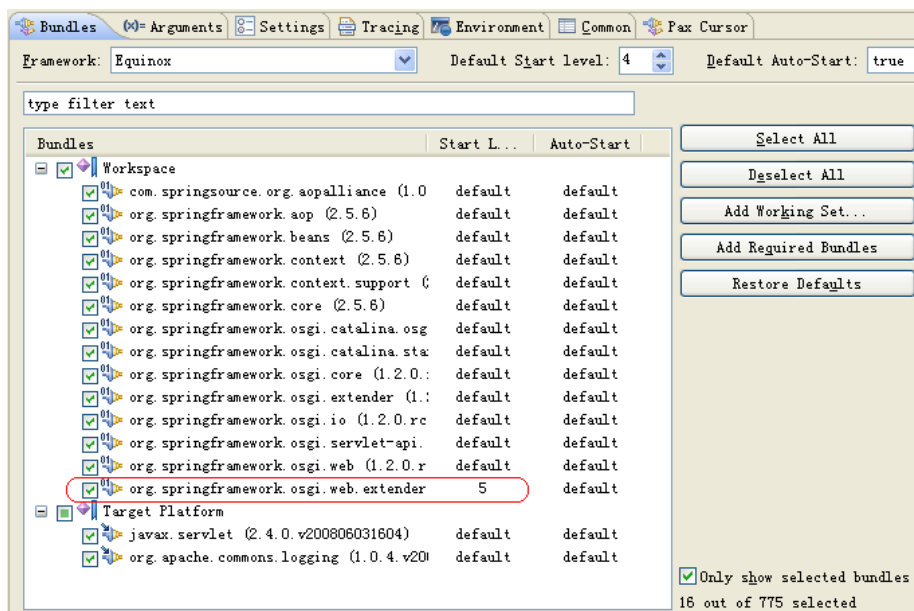 Bundles (x)= Arguments Settings Tracing Environment Common Pax Cursor
Framework: Equinox Default Start level: 4 Default Auto-Start: true
type filter text
Bundles Start L... Auto-Start
Workspace
com.springsource.org.aopalliance (1.0 default default
org.springframework.aop (2.5.6) default default
org.springframework.beans (2.5.6) default default
org.springframework.context (2.5.6) default default
org.springframework.context.support ( default default
org.springframework.core (2.5.6) default default
org.springframework.osgi.catalina.osg default default
org.springframework.osgi.catalina.sta default default
org.springframework.osgi.core (1.2.0. default default
org.springframework.osgi.extender (1. default default
org.springframework.osgi.io (1.2.0.rc default default
org.springframework.osgi.servlet-api. default default
org.springframework.osgi.web (1.2.0.r default default
org.springframework.osgi.web.extender 5 default
Target Platform
javax.servlet (2.4.0.v200806031604) default default
org.apache.commons.logging (1.0.4.v20 default default
Select All
Deselect All
Add Working Set...
Add Required Bundles
Restore Defaults
Only show selected bundles
16 out of 775 selected